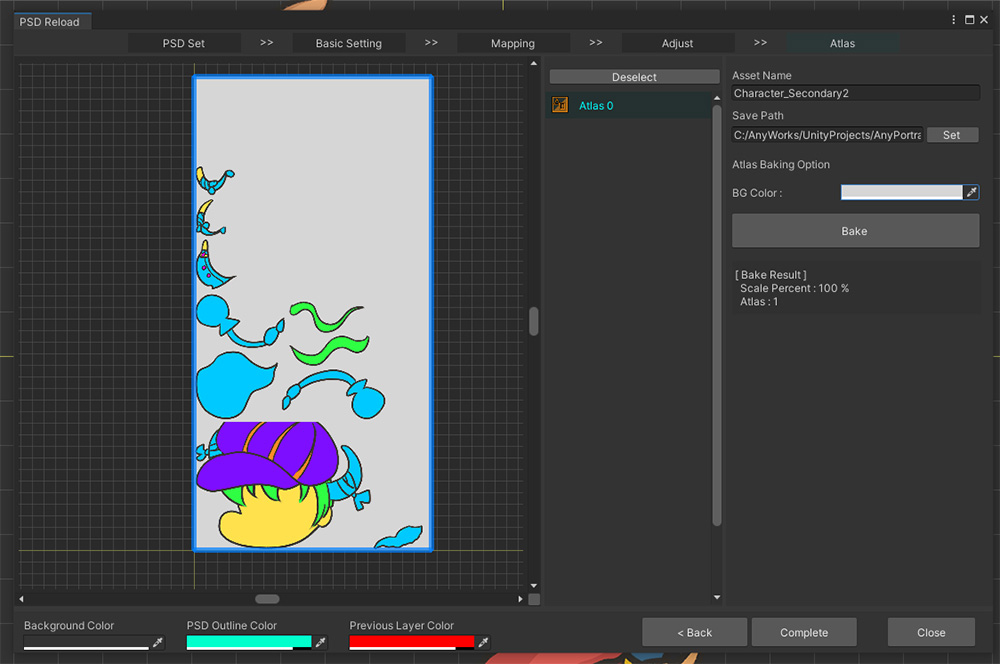 PSD Reload
PSD Set >> Basic Setting >> Mapping >> Adjust >> Atlas
Deselect
Atlas 0
Asset Name
Character_Secondary2
Save Path
C:/AnyWorks/UnityProjects/AnyPortra
Set
Atlas Baking Option
BG Color :
Bake
[ Bake Result ]
Scale Percent : 100 %
Atlas : 1
Background Color
PSD Outline Color
Previous Layer Color
< Back
Complete
Close